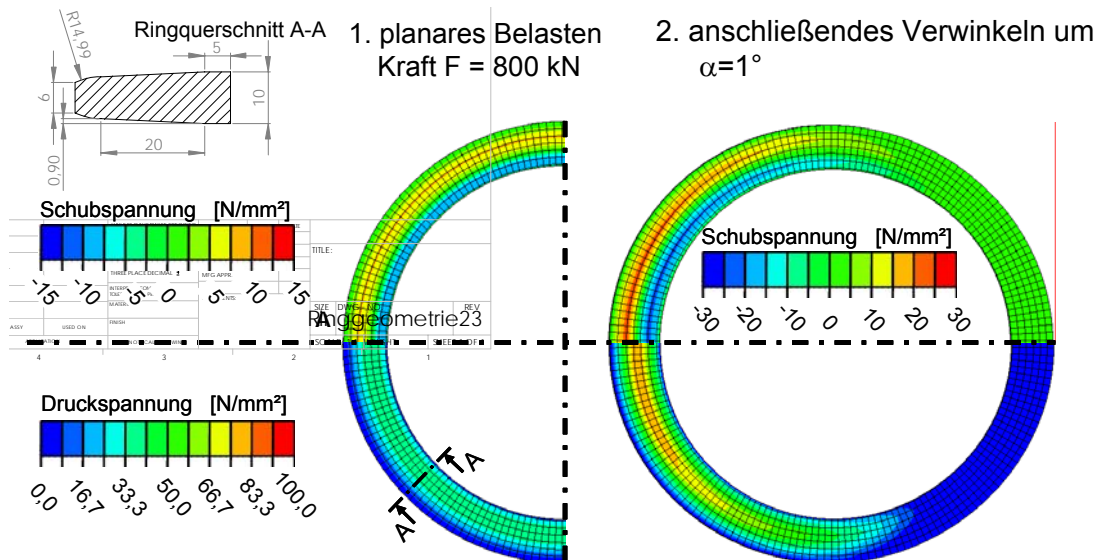 Ringquerschnitt A-A
R14,99
5
6
10
20
0,90
1. planares Belasten
Kraft F = 800 kN
2. anschließendes Verwinkeln um
α=1°
Schubspannung [N/mm²]
-15 -10 -5 0 5 10 15
TITLE:
THREE PLACE DECIMAL ±
MFG APPR.
FINISH
ASSY
USED ON
SIZE DWG. NO. REV
A
Ringgeometrie23
4 3 2 1
Druckspannung [N/mm²]
0,0 16,7 33,3 50,0 66,7 83,3 100,0
A
A
Schubspannung [N/mm²]
-30 -20 -10 0 10 20 30